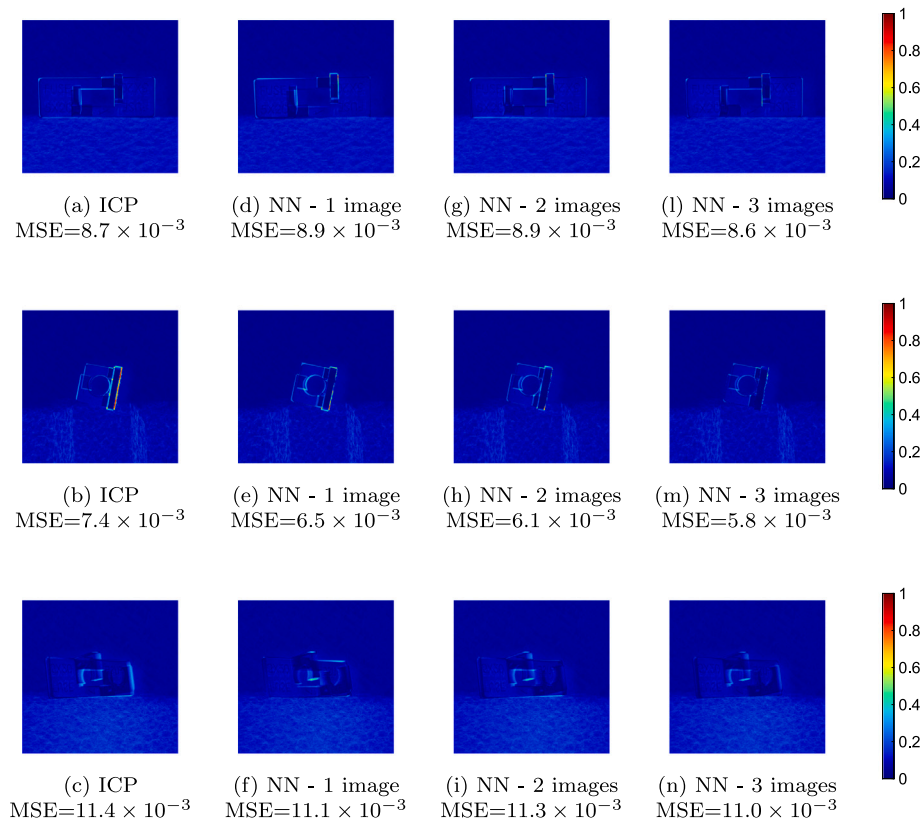 1
0.8
0.6
0.4
0.2
0
(a) ICP
MSE=8.7 × 10−3
(d) NN - 1 image
MSE=8.9 × 10−3
(g) NN - 2 images
MSE=8.9 × 10−3
(l) NN - 3 images
MSE=8.6 × 10−3
1
0.8
0.6
0.4
0.2
0
(b) ICP
MSE=7.4 × 10−3
(e) NN - 1 image
MSE=6.5 × 10−3
(h) NN - 2 images
MSE=6.1 × 10−3
(m) NN - 3 images
MSE=5.8 × 10−3
1
0.8
0.6
0.4
0.2
0
(c) ICP
MSE=11.4 × 10−3
(f) NN - 1 image
MSE=11.1 × 10−3
(i) NN - 2 images
MSE=11.3 × 10−3
(n) NN - 3 images
MSE=11.0 × 10−3